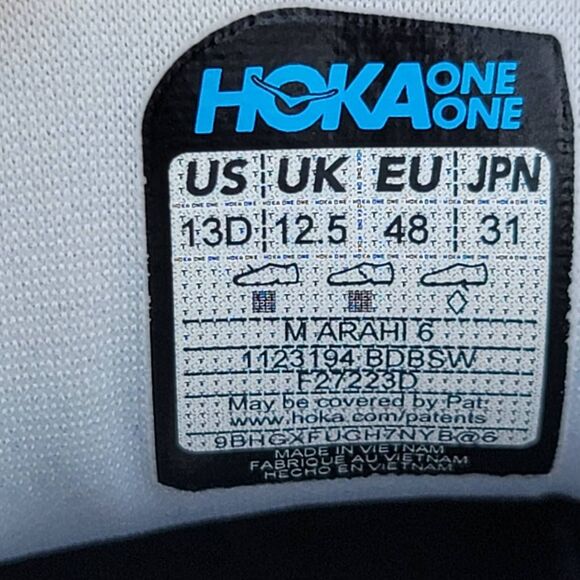 HOKA ONE ONE
US UK EU JPN
13D 12.5 48 31
M ARAHI 6
1123194 BDBSW
F27223D
May be covered by Pat:
www.hoka.com/patents
9BHGXFUCH7NYB@6
MADE IN VIETNAM
FABRIQUE AU VIETNAM
HECHO EN VIETNAM